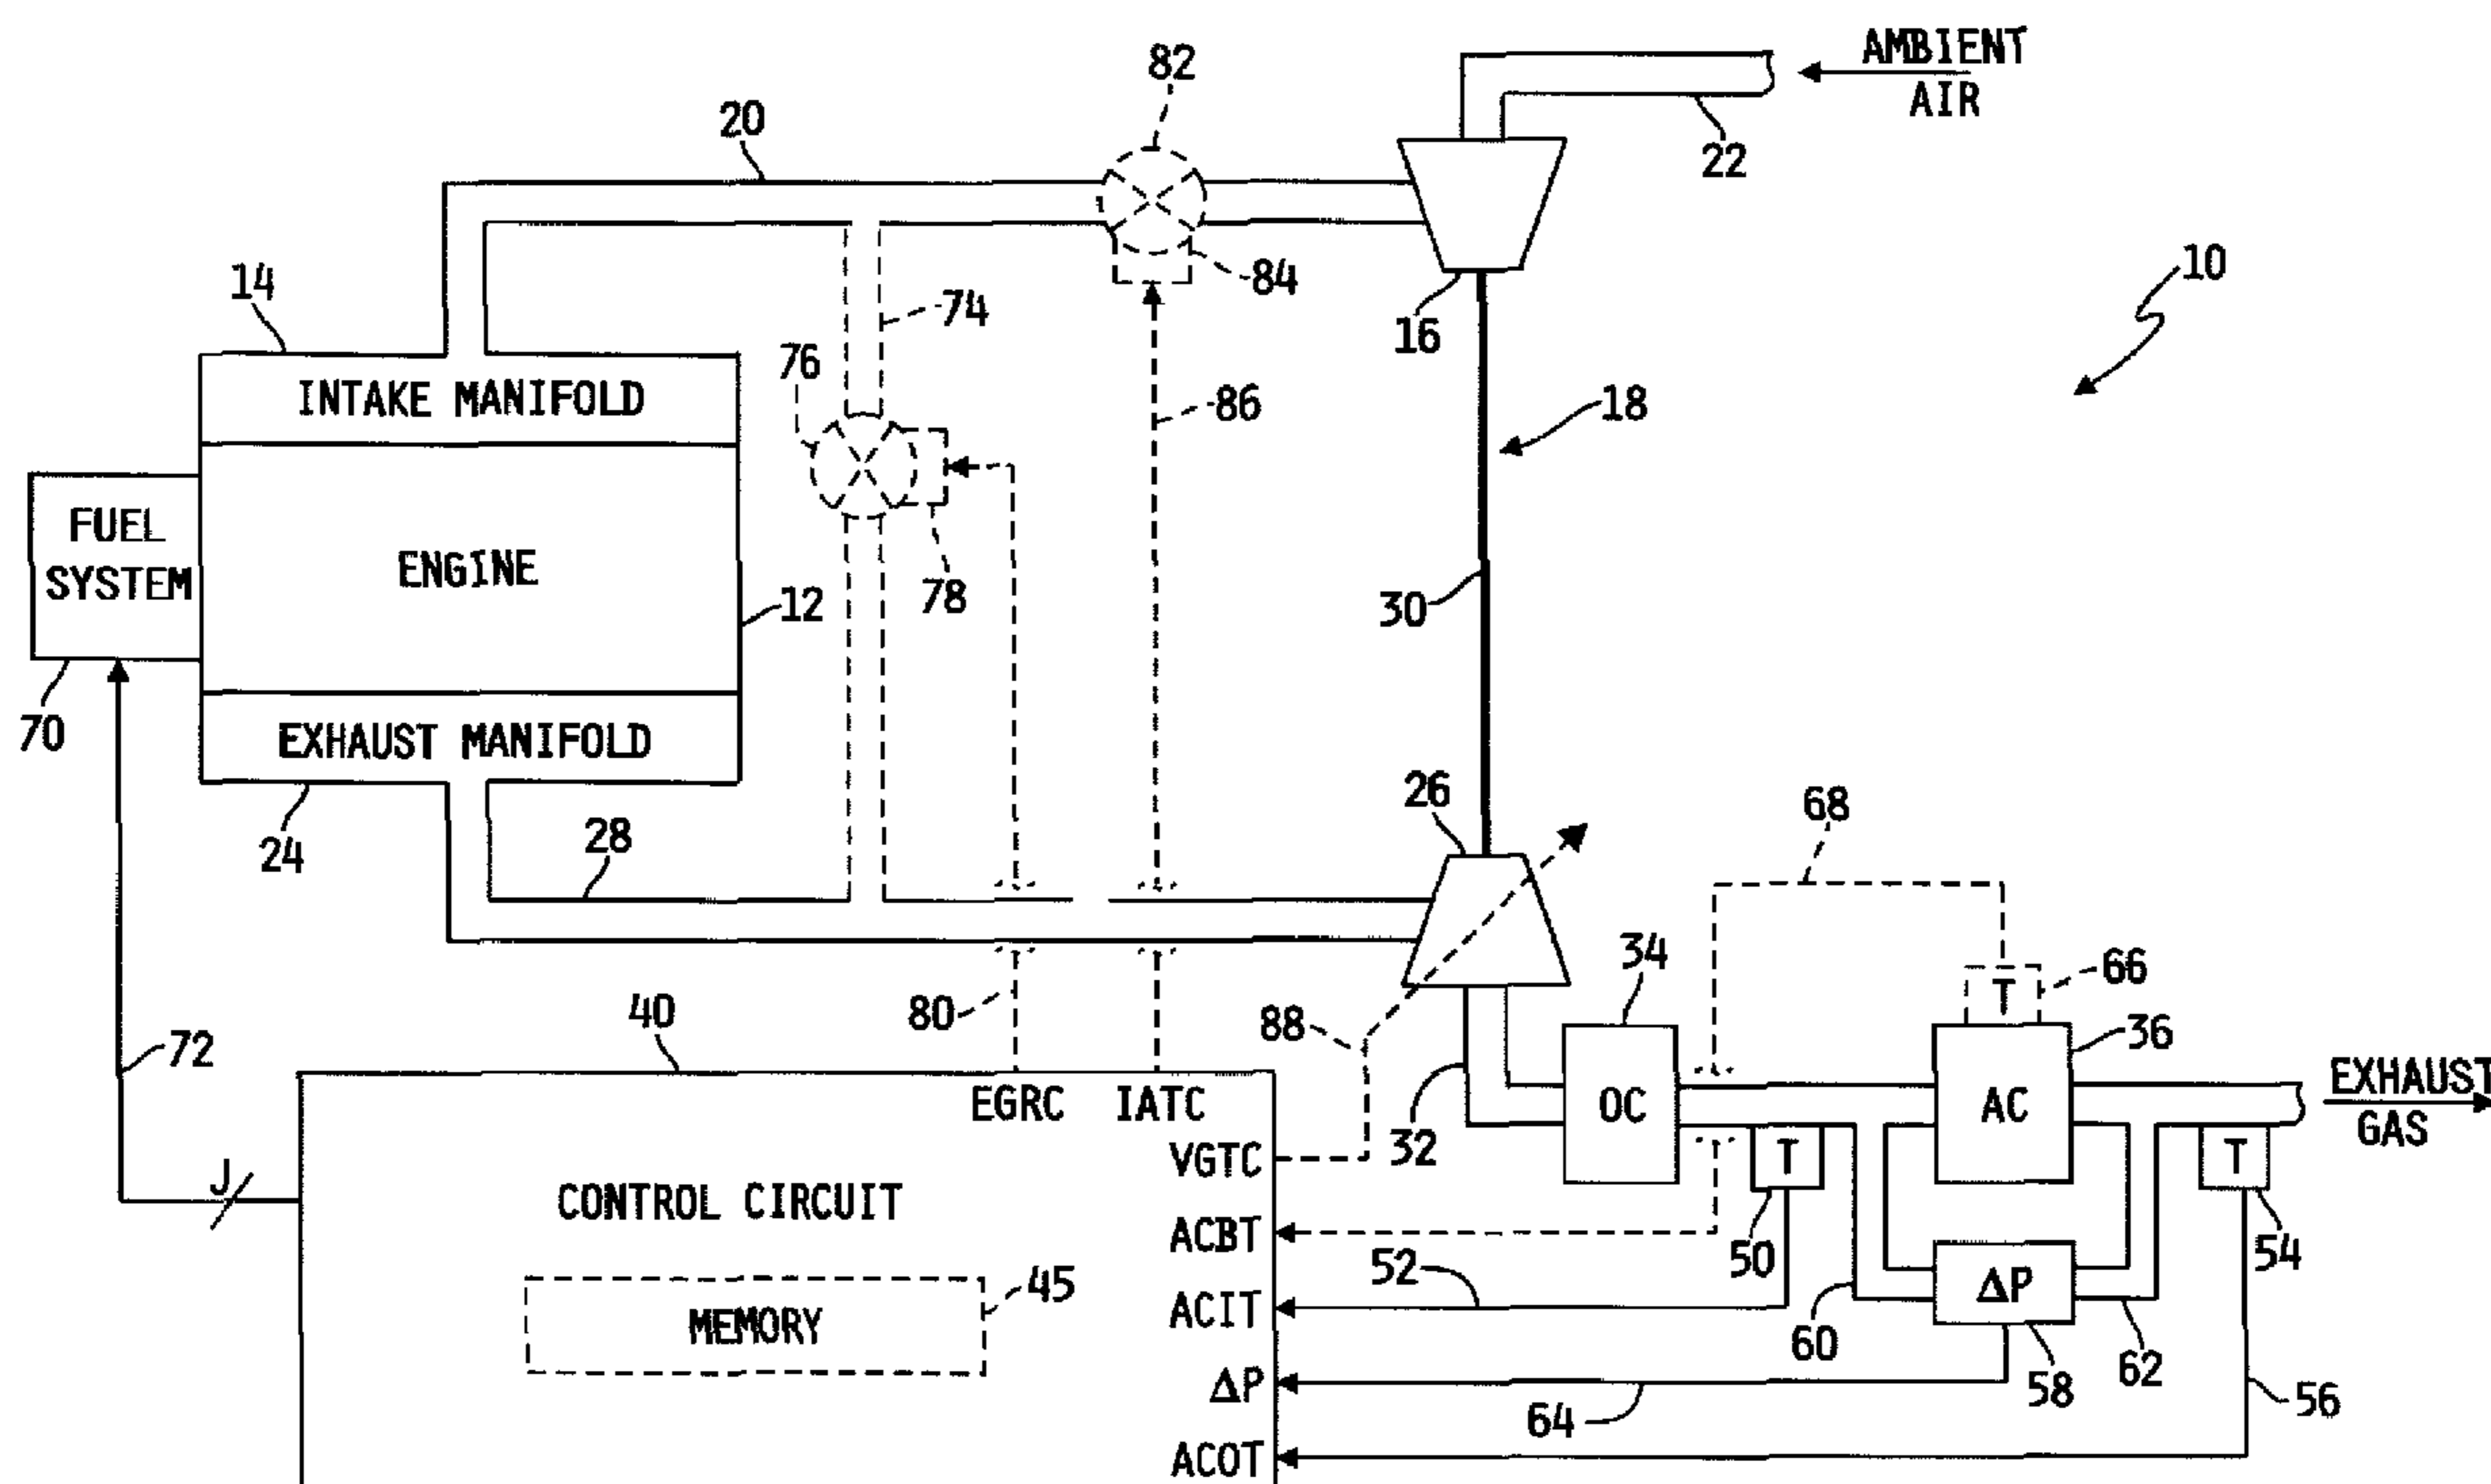 AMBIENT
AIR
82
20
22
14
84
10
74
16
76
86
18
INTAKE MANIFOLD
FUEL
SYSTEM
ENGINE
78
12
30
70
EXHAUST MANIFOLD
26
68
24
28
34
T
66
80
88
40
36
72
EXHAUST
GAS
EGRC
IATC
OC
AC
32
VGTC
T
T
J
CONTROL CIRCUIT
ACBT
50
54
52
45
MEMORY
ACIT
ΔP
60
62
58
ΔP
64
56
ACOT